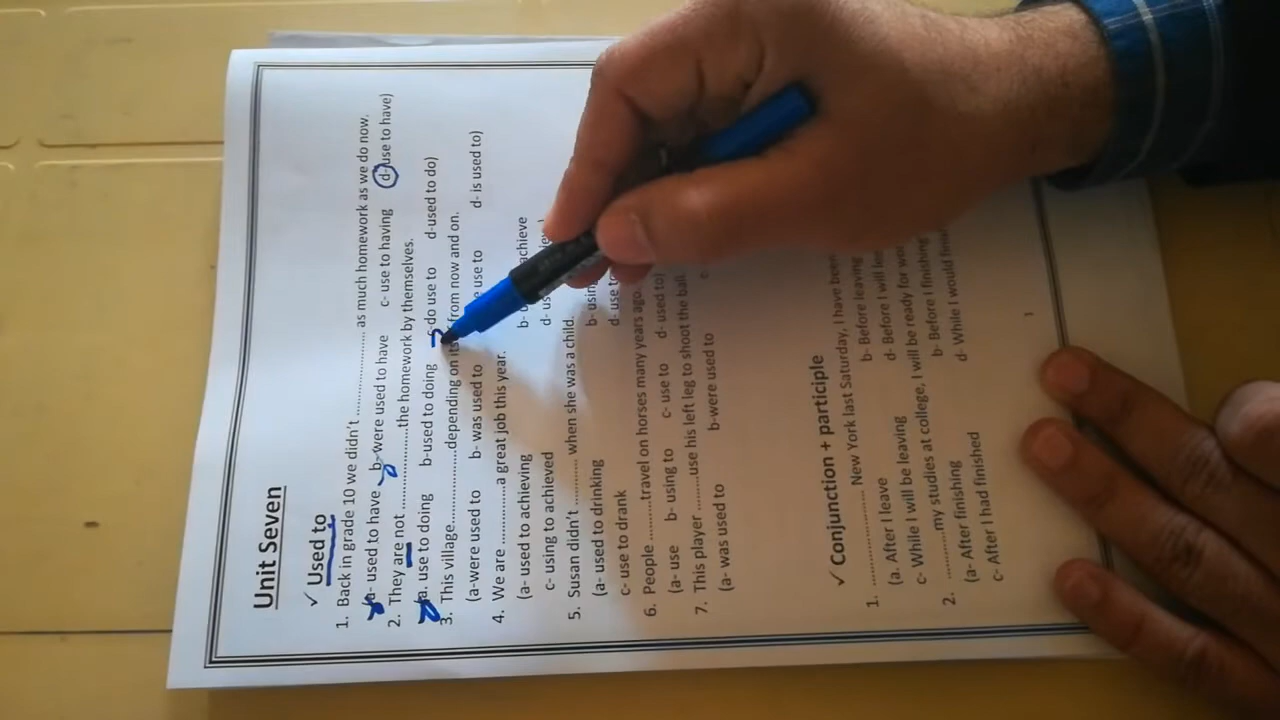 Unit Seven
✓ Used to
1. Back in grade 10 we didn't .................. as much homework as we do now.
a- used to have b- were used to have c- use to having d- use to have)
2. They are not ..................the homework by themselves.
(a. use to doing b-used to doing c-do use to d-used to do)
3. This village..............depending on its from now and on.
(a-were used to b- was used to use to d- is used to)
4. We are ............a great job this year.
(a- used to achieving b- achieve
c- using to achieved
5. Susan didn't ............ when she was a child.
(a- used to drinking b- using
c- use to drank d- use to
6. People ..........travel on horses many years ago.
(a- use b- using to c- use to d- used to)
7. This player ........use his left leg to shoot the ball.
(a- was used to b-were used to c-
✓ Conjunction + participle
1. ..................... New York last Saturday, I have been
(a. After I leave b- Before leaving
c- While I will be leaving d- Before I will
2. ............my studies at college, I will be ready for
(a- After finishing b- Before I finishing
c- After I had finished d- While I would